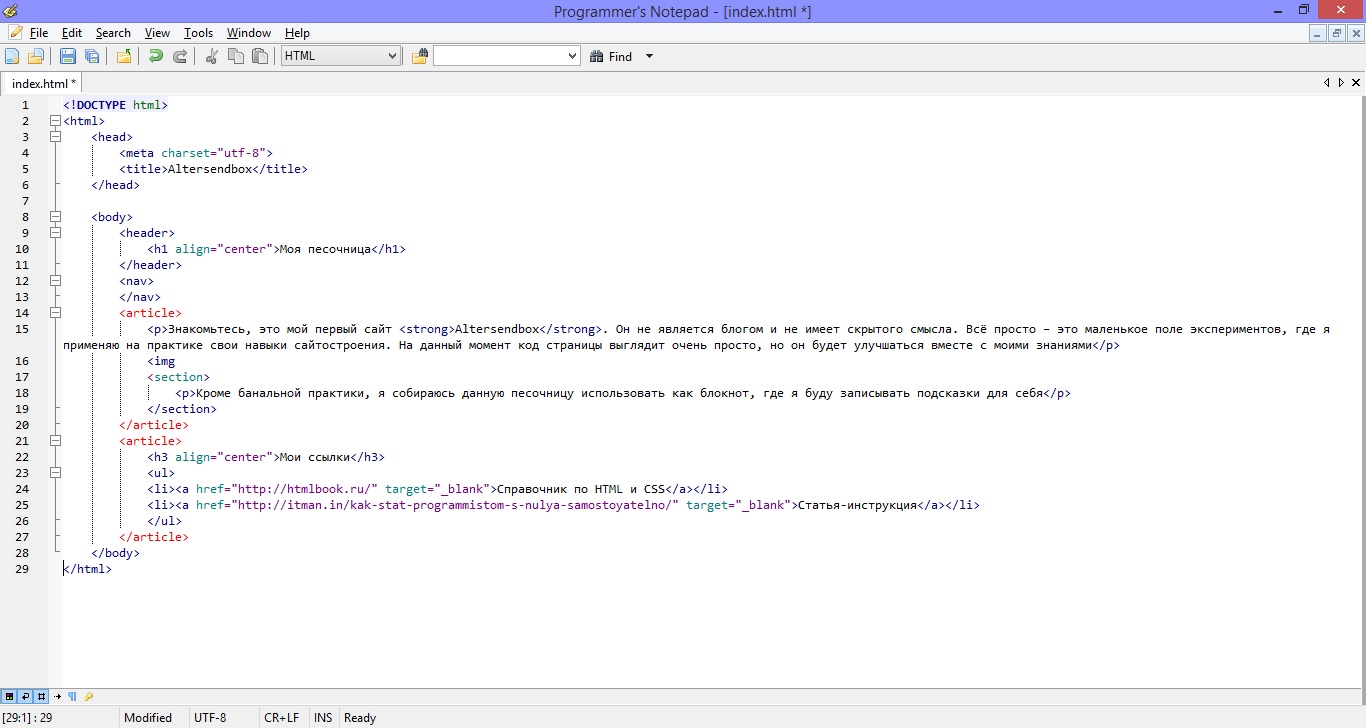 Programmer's Notepad - [index.html *]
File Edit Search View Tools Window Help
HTML Find
index.html *
1 <!DOCTYPE html>
2 <html>
3 <head>
4 <meta charset="utf-8">
5 <title>Altersendbox</title>
6 </head>
7
8 <body>
9 <header>
10 <h1 align="center">Моя песочница</h1>
11 </header>
12 <nav>
13 </nav>
14 <article>
15 <p>Знакомьтесь, это мой первый сайт <strong>Altersendbox</strong>. Он не является блогом и не имеет скрытого смысла. Всё просто – это маленькое поле экспериментов, где я
применяю на практике свои навыки сайтостроения. На данный момент код страницы выглядит очень просто, но он будет улучшаться вместе с моими знаниями</p>
16 <img
17 <section>
18 <p>Кроме банальной практики, я собираюсь данную песочницу использовать как блокнот, где я буду записывать подсказки для себя</p>
19 </section>
20 </article>
21 <article>
22 <h3 align="center">Мои ссылки</h3>
23 <ul>
24 <li><a href="http://htmlbook.ru/" target="_blank">Справочник по HTML и CSS</a></li>
25 <li><a href="http://itman.in/kak-stat-programmistom-s-nulya-samostoyatelno/" target="_blank">Статья-инструкция</a></li>
26 </ul>
27 </article>
28 </body>
29 </html>
[29:1] : 29 Modified UTF-8 CR+LF INS Ready